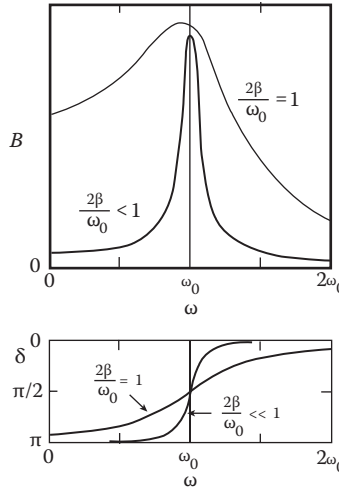 B
2β/ω₀ = 1
2β/ω₀ < 1
0
0 ω₀ 2ω₀
ω
δ
0
π/2
π
2β/ω₀ = 1
2β/ω₀ << 1
0 ω₀ 2ω₀
ω